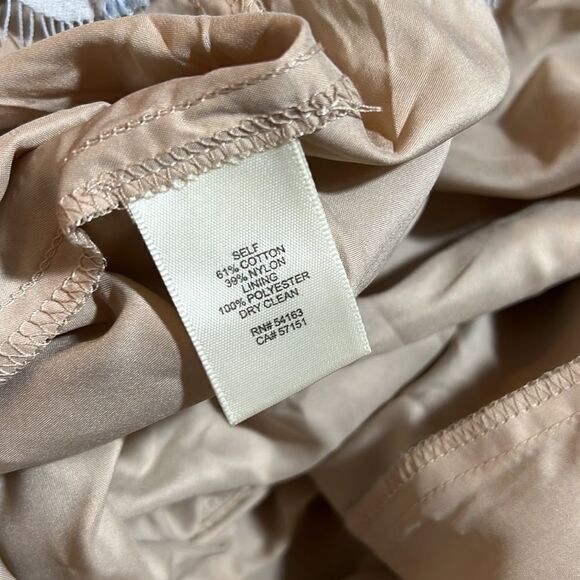 SELF
61% COTTON
39% NYLON
LINING
100% POLYESTER
DRY CLEAN
RN# 54163
CA# 57151